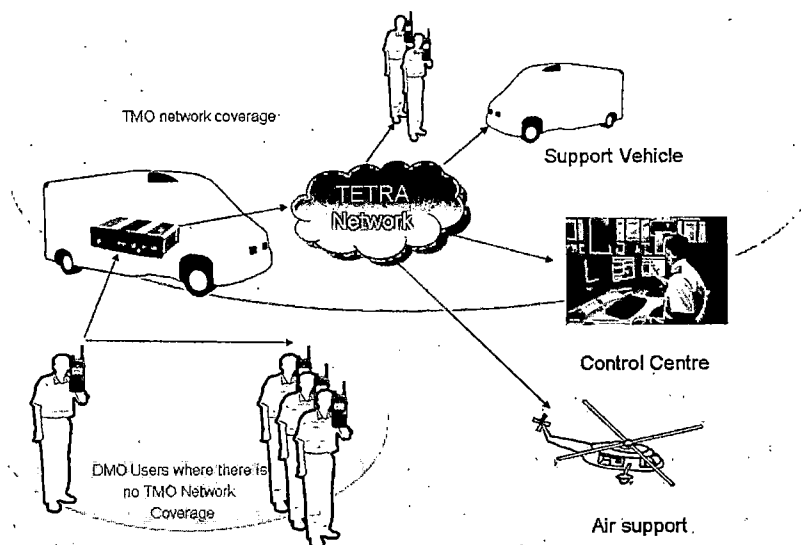 TMO network coverage
Support Vehicle
TETRA
Network
Control Centre
DMO Users where there is
no TMO Network
Coverage
Air support